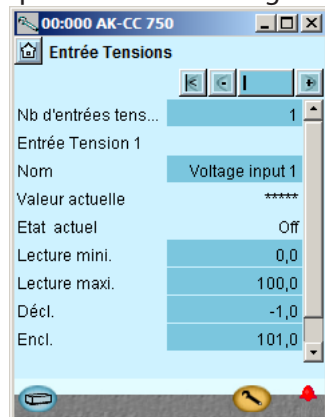 00:000 AK-CC 750
Entrée Tensions
Nb d'entrées tens... 1
Entrée Tension 1
Nom Voltage input 1
Valeur actuelle *****
Etat actuel Off
Lecture mini. 0,0
Lecture maxi. 100,0
Décl. -1,0
Encl. 101,0